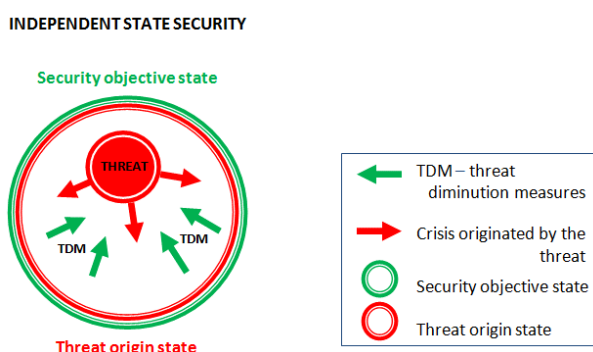 INDEPENDENT STATE SECURITY
Security objective state
THREAT
TDM
TDM
Threat origin state
TDM – threat
diminution measures
Crisis originated by the
threat
Security objective state
Threat origin state